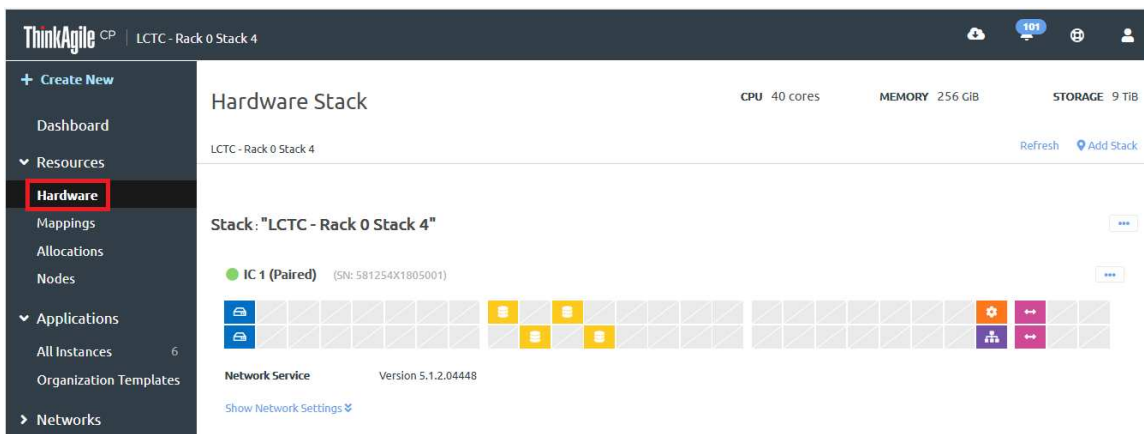 ThinkAgile CP | LCTC - Rack 0 Stack 4
101
+ Create New
Dashboard
Resources
Hardware
Mappings
Allocations
Nodes
Applications
All Instances 6
Organization Templates
Networks
Hardware Stack
CPU 40 cores MEMORY 256 GiB STORAGE 9 TiB
LCTC - Rack 0 Stack 4
Refresh Add Stack
Stack : "LCTC - Rack 0 Stack 4"
IC 1 (Paired) (SN: 581254X1805001)
Network Service Version 5.1.2.04448
Show Network Settings